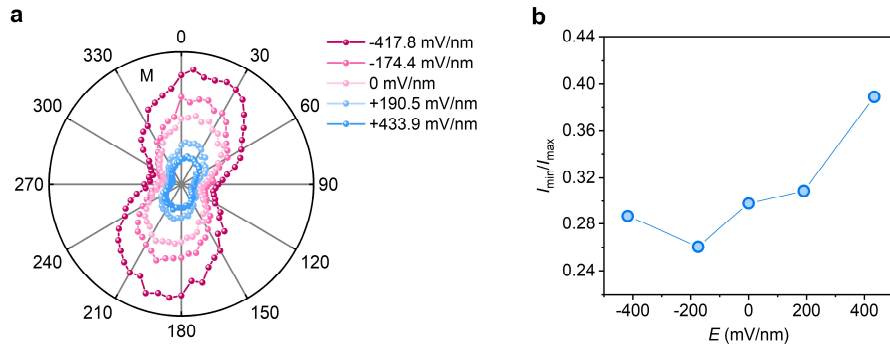 a
0
30
60
90
120
150
180
210
240
270
300
330
M
-417.8 mV/nm
-174.4 mV/nm
0 mV/nm
+190.5 mV/nm
+433.9 mV/nm
b
0.44
0.40
0.36
0.32
0.28
0.24
I_min/I_max
-400 -200 0 200 400
E (mV/nm)